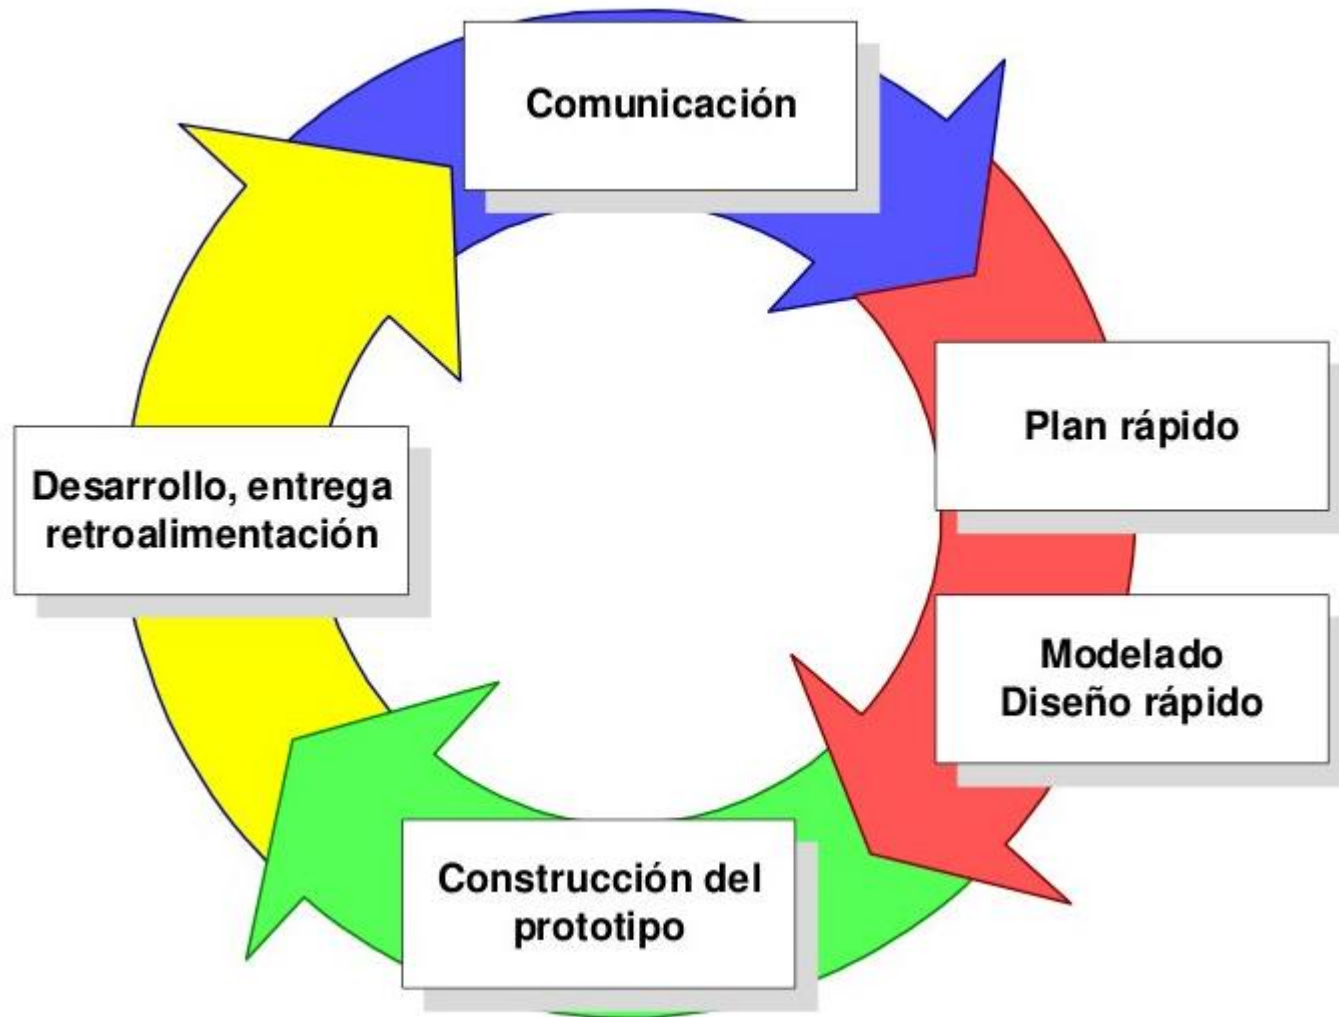 Comunicación
Plan rápido
Modelado
Diseño rápido
Construcción del
prototipo
Desarrollo, entrega
retroalimentación